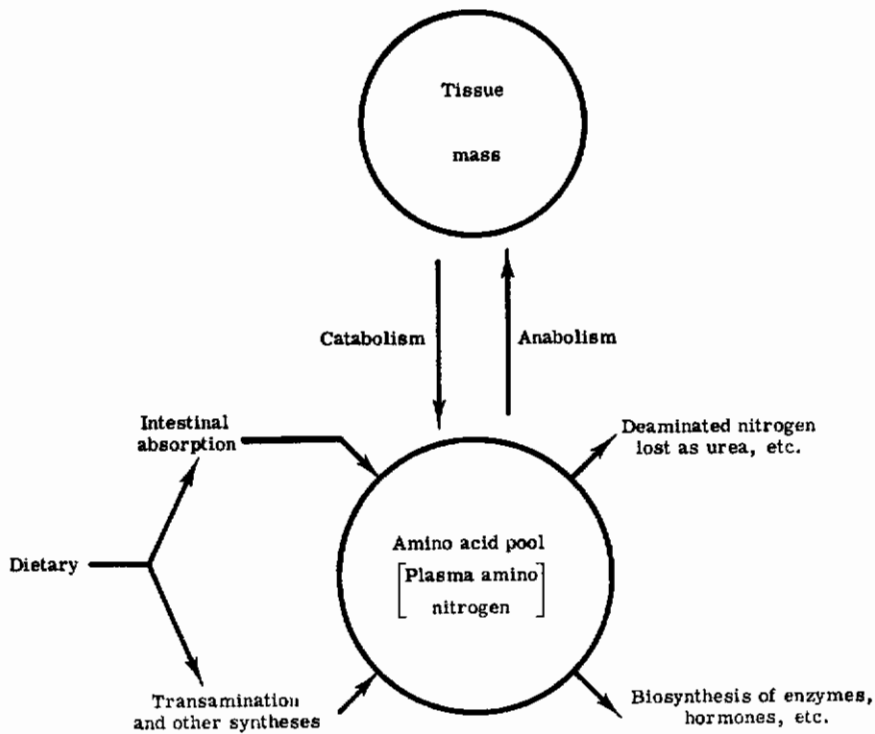 Tissue
mass
Catabolism
Anabolism
Intestinal
absorption
Deaminated nitrogen
lost as urea, etc.
Dietary
Amino acid pool
[Plasma amino
nitrogen]
Transamination
and other syntheses
Biosynthesis of enzymes,
hormones, etc.